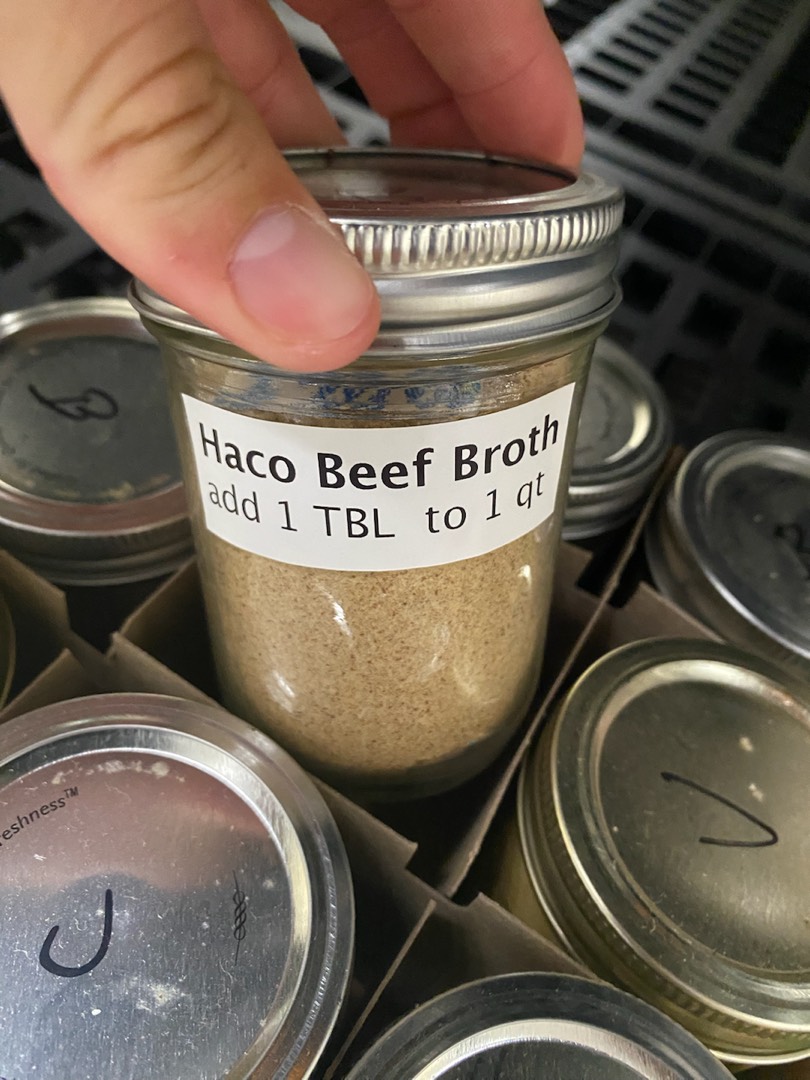 Haco Beef Broth
add 1 TBL to 1 qt
B
reshness™
C
C